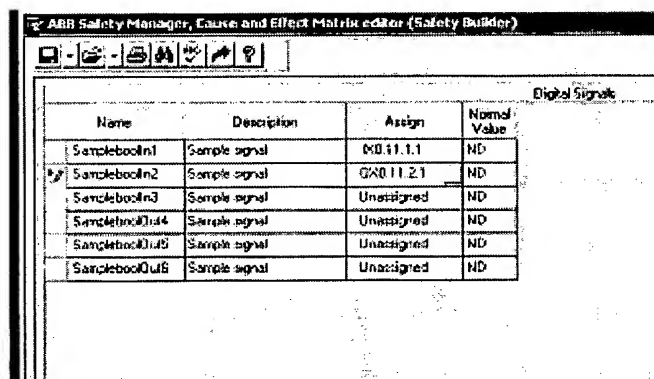 ABB Safety Manager, Cause and Effect Matrix editor (Safety Builder)
Digital Signals
Name Description Assign Normal Value
SampleboolIn1 Sample signal IX0.11.1.1 ND
SampleboolIn2 Sample signal QX0.11.2.1 ND
SampleboolIn3 Sample signal Unassigned ND
SampleboolOut4 Sample signal Unassigned ND
SampleboolOut5 Sample signal Unassigned ND
SampleboolOut6 Sample signal Unassigned ND